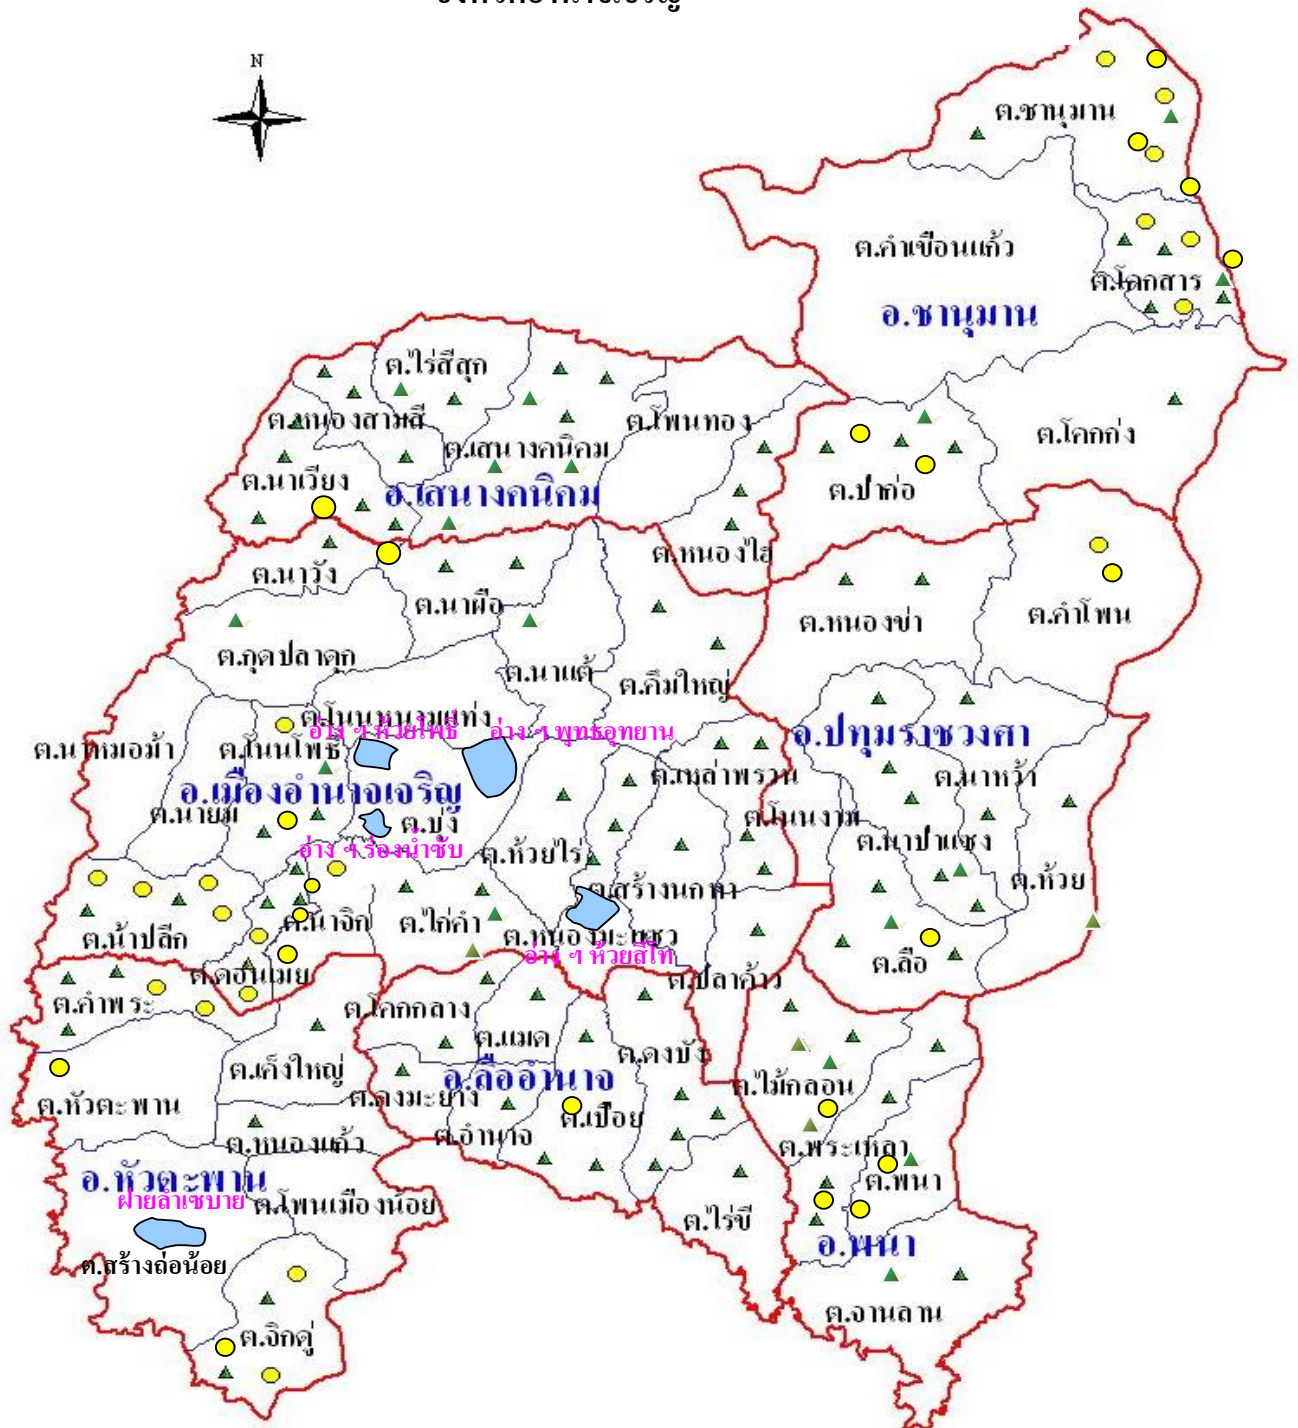 N
ต.ชานุมาน
ต.คำเขื่อนแก้ว
ต.โคกสาร
อ.ชานุมาน
ต.ไร่สีสุก
ต.หนองสามสี
ต.โพนทอง
ต.โคกก่ง
ต.เสนางคนิคม
ต.นาเวียง
อ.เสนางคนิคม
ต.ป่าก่อ
ต.หนองไฮ
ต.นาวัง
ต.นาผือ
ต.หนองข่า
ต.คำโพน
ต.กุดปลาดุก
ต.นาแต้
ต.คึมใหญ่
ต.โนนหนามแท่ง
อ่าง ฯ ห้วยโพธิ์
อ่าง ฯ พุทธอุทยาน
อ.ปทุมราชวงศา
ต.นาหมอม้า
ต.โนนโพธิ์
ต.เหล่าพรวน
ต.นาหว้า
อ.เมืองอำนาจเจริญ
ต.นายม
ต.บุ่ง
ต.โนนงาม
ต.นาป่าแซง
อ่าง ฯ ร่องน้ำซับ
ต.ห้วยไร่
ต.ห้วย
ต.สร้างนกทา
ต.น้ำปลีก
ต.นาจิก
ต.ไก่คำ
ต.หนองมะแซว
อ่าง ฯ ห้วยสีโท
ต.ลือ
ต.ดอนเมย
ต.ปลาค้าว
ต.คำพระ
ต.โคกกลาง
ต.แมด
ต.ดงบัง
ต.เค็งใหญ่
อ.ลืออำนาจ
ต.ไม้กลอน
ต.หัวตะพาน
ต.ดงมะยาง
ต.เปือย
ต.หนองแก้ว
ต.อำนาจ
ต.พระเหลา
อ.หัวตะพาน
ต.พนา
ฝายลำเซบาย
ต.โพนเมืองน้อย
ต.ไร่ขี
อ.พนา
ต.สร้างถ่อน้อย
ต.จานลาน
ต.จิกดู่